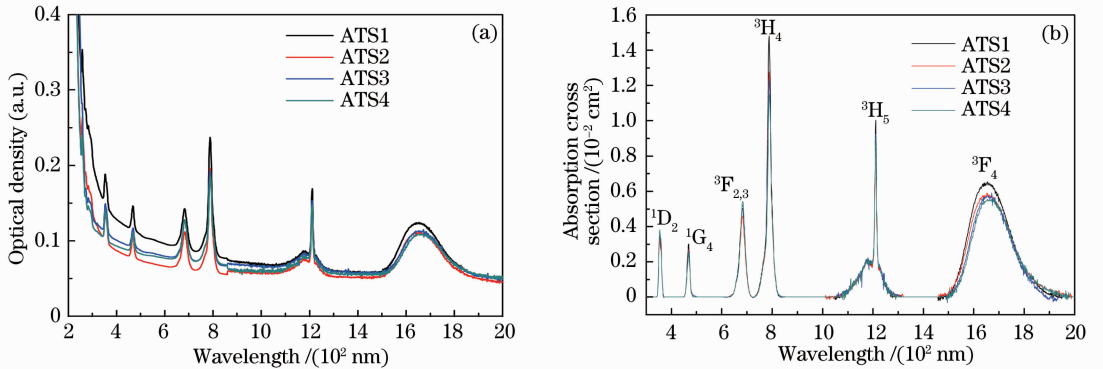 (a)
ATS1
ATS2
ATS3
ATS4
Optical density (a.u.)
0.4
0.3
0.2
0.1
0
2 4 6 8 10 12 14 16 18 20
Wavelength /(10² nm)
(b)
ATS1
ATS2
ATS3
ATS4
Absorption cross
section /(10⁻² cm²)
1.6
1.4
1.2
1.0
0.8
0.6
0.4
0.2
0
¹D₂
¹G₄
³F₂,₃
³H₄
³H₅
³F₄
4 6 8 10 12 14 16 18 20
Wavelength /(10² nm)